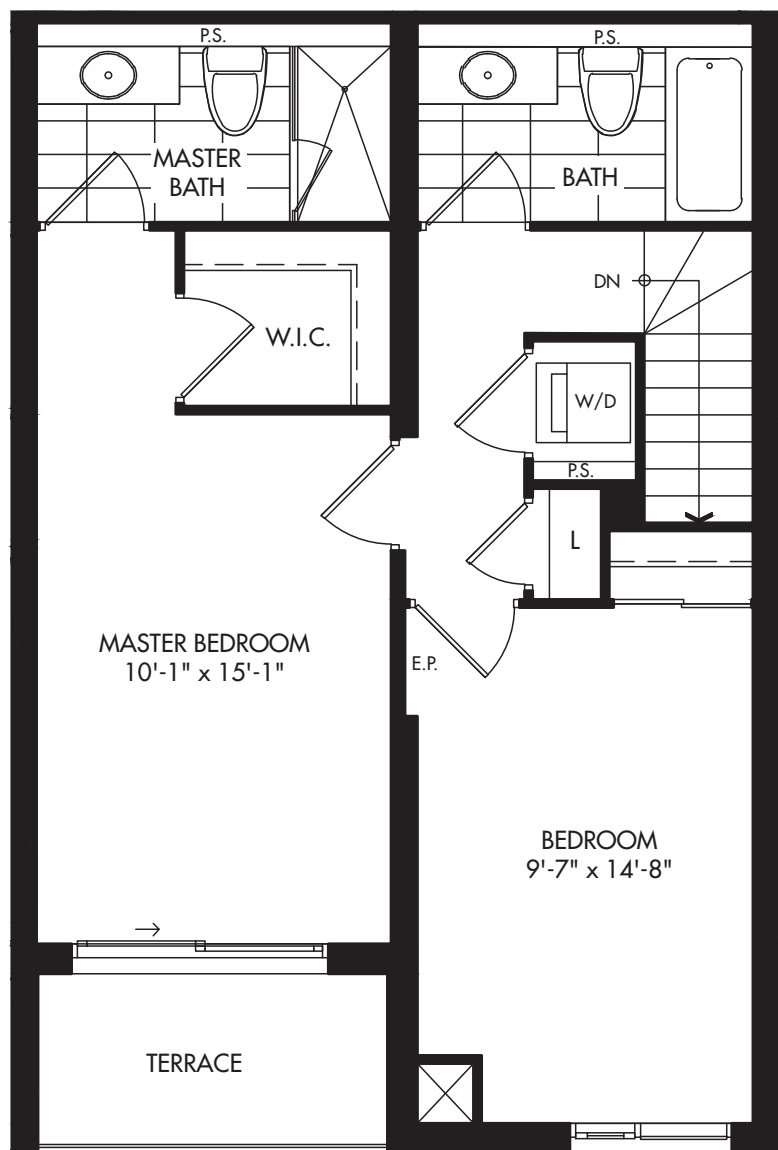 P.S.
P.S.
MASTER
BATH
BATH
DN
W.I.C.
W/D
P.S.
L
MASTER BEDROOM
10'-1" x 15'-1"
E.P.
BEDROOM
9'-7" x 14'-8"
TERRACE